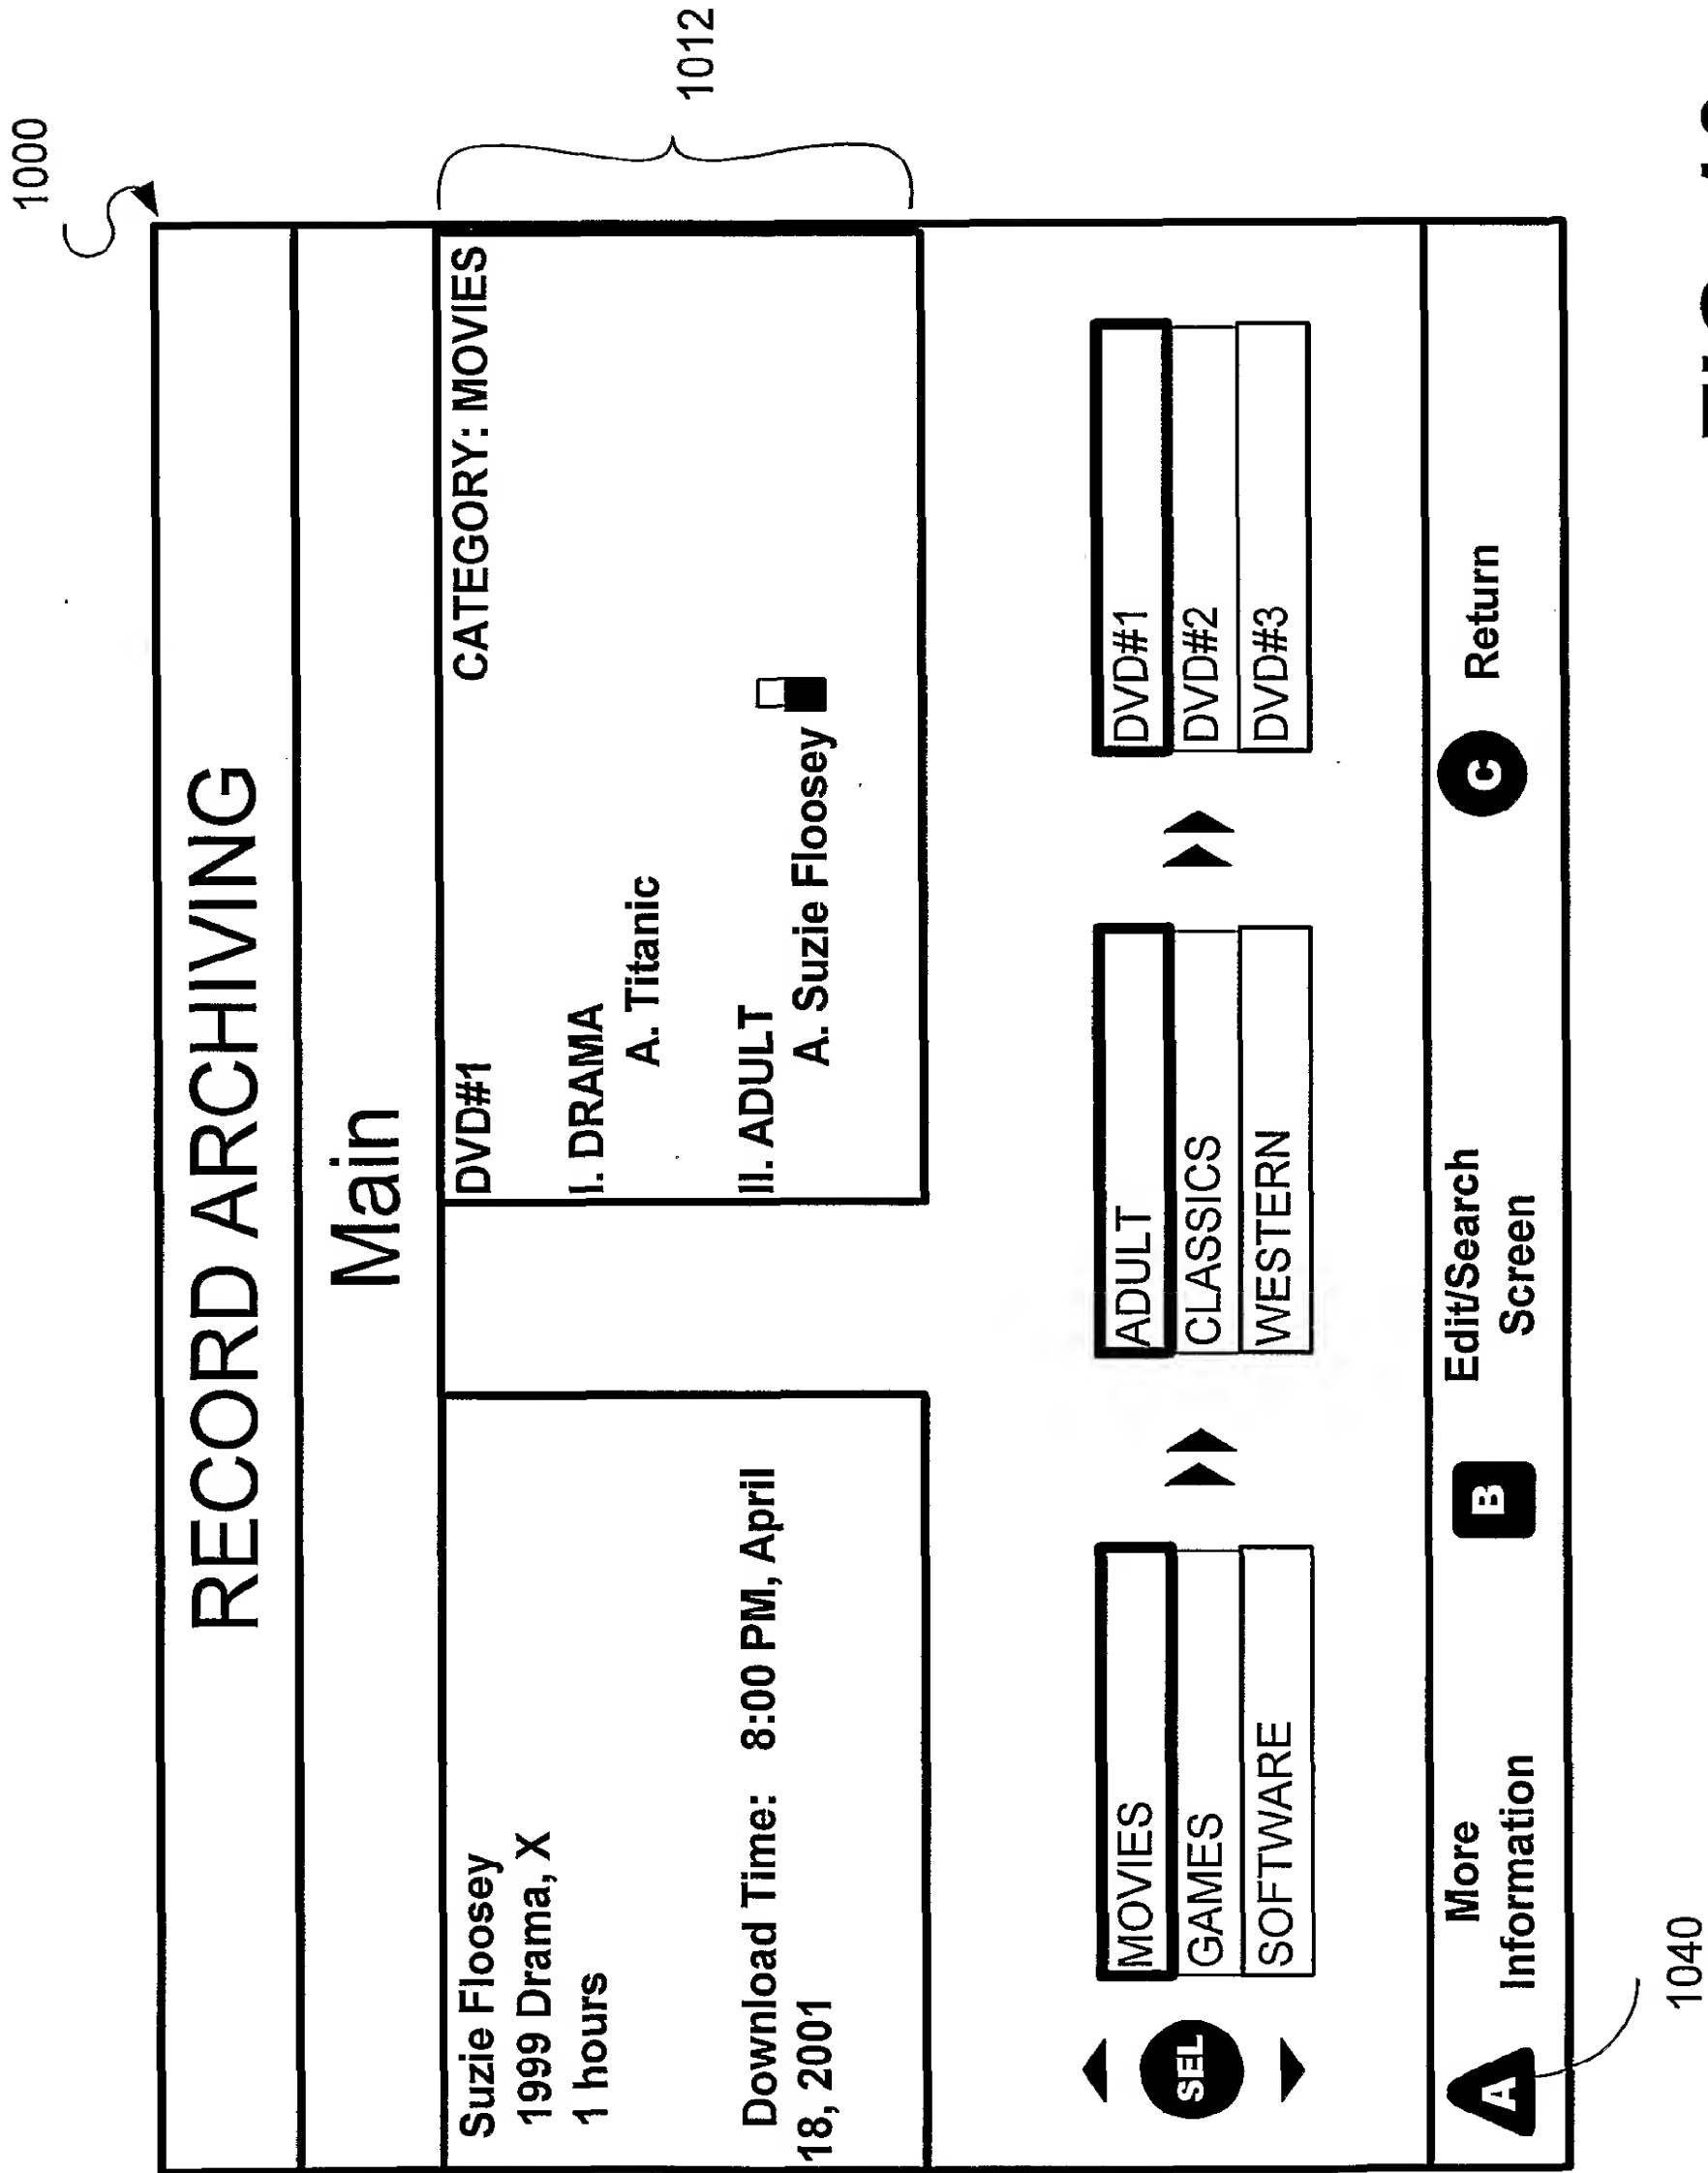 1000
RECORD ARCHIVING
Main
Suzie Floosey
1999 Drama, X
1 hours
Download Time: 8:00 PM, April
18, 2001
DVD#1
CATEGORY: MOVIES
I. DRAMA
A. Titanic
II. ADULT
A. Suzie Floosey
1012
SEL
MOVIES
GAMES
SOFTWARE
ADULT
CLASSICS
WESTERN
DVD#1
DVD#2
DVD#3
A
More
Information
B
Edit/Search
Screen
C
Return
1040